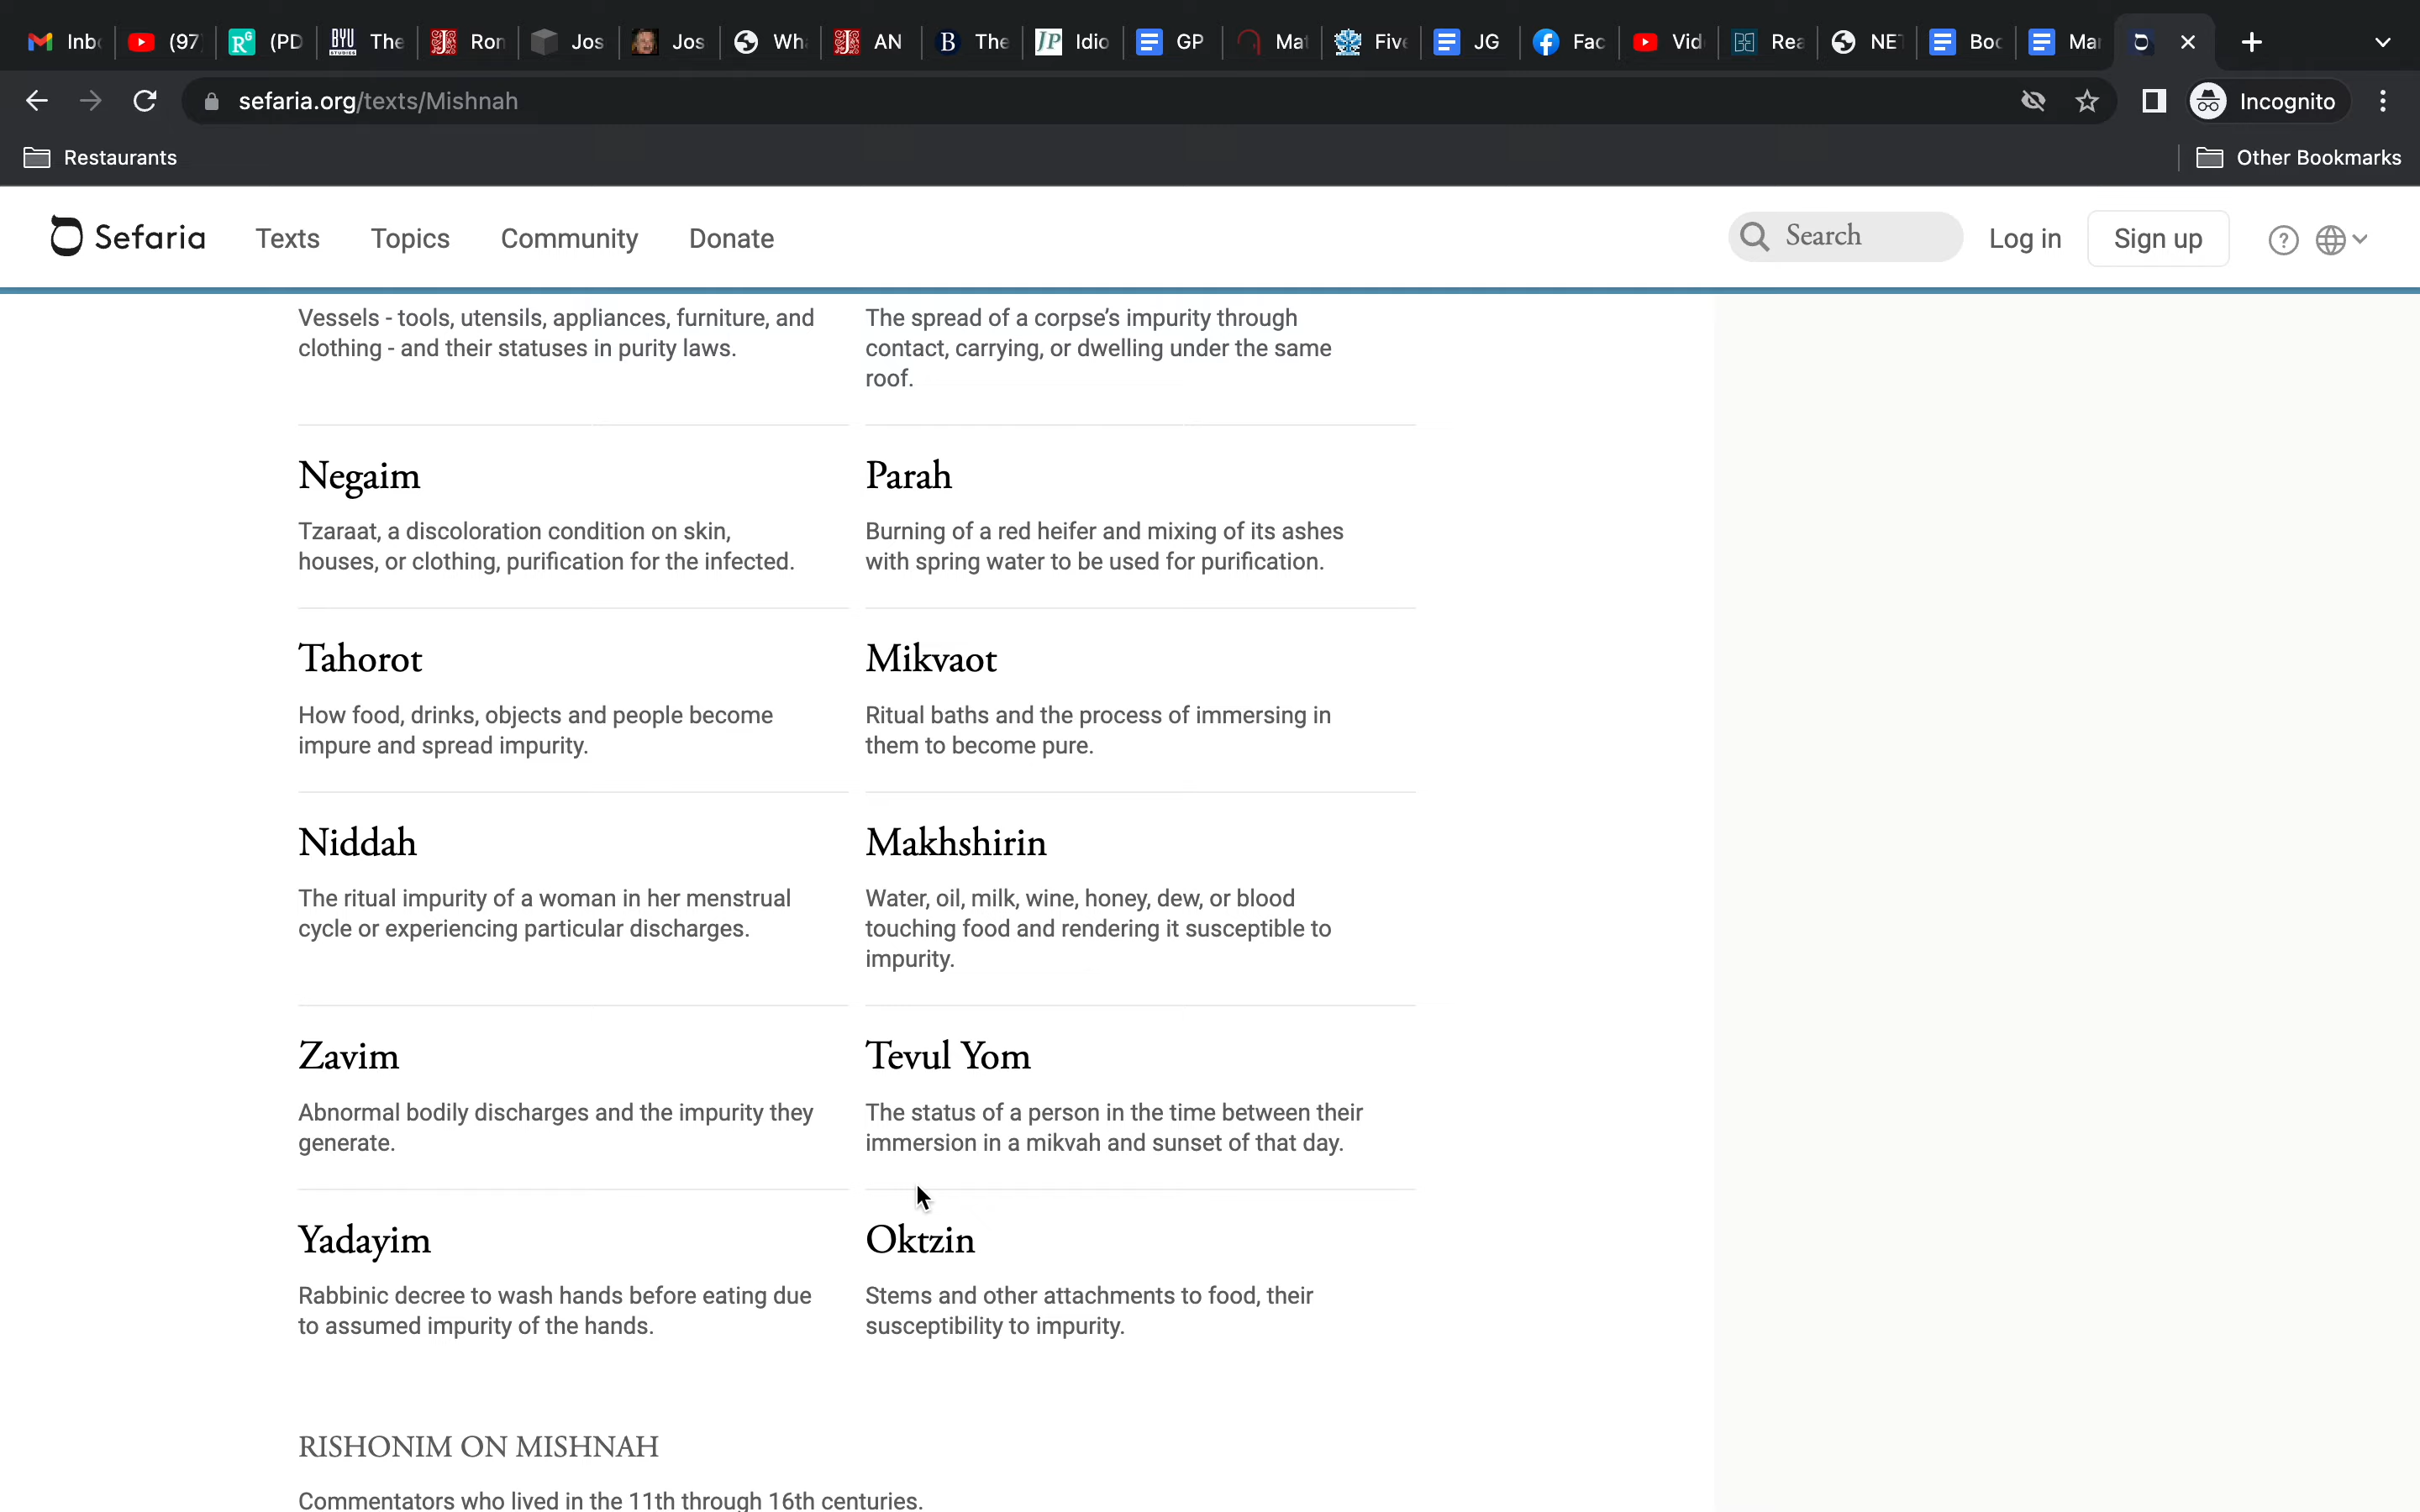 Inb (97 (PD The Ron Jos Jos Wh AN The Idio GP Mat Five JG Fac Vid Rea NE Boo Mar
sefaria.org/texts/Mishnah
Incognito
Restaurants
Other Bookmarks
Sefaria Texts Topics Community Donate Search Log in Sign up
Vessels - tools, utensils, appliances, furniture, and
clothing - and their statuses in purity laws.
The spread of a corpse’s impurity through
contact, carrying, or dwelling under the same
roof.
Negaim
Tzaraat, a discoloration condition on skin,
houses, or clothing, purification for the infected.
Parah
Burning of a red heifer and mixing of its ashes
with spring water to be used for purification.
Tahorot
How food, drinks, objects and people become
impure and spread impurity.
Mikvaot
Ritual baths and the process of immersing in
them to become pure.
Niddah
The ritual impurity of a woman in her menstrual
cycle or experiencing particular discharges.
Makhshirin
Water, oil, milk, wine, honey, dew, or blood
touching food and rendering it susceptible to
impurity.
Zavim
Abnormal bodily discharges and the impurity they
generate.
Tevul Yom
The status of a person in the time between their
immersion in a mikvah and sunset of that day.
Yadayim
Rabbinic decree to wash hands before eating due
to assumed impurity of the hands.
Oktzin
Stems and other attachments to food, their
susceptibility to impurity.
RISHONIM ON MISHNAH
Commentators who lived in the 11th through 16th centuries.